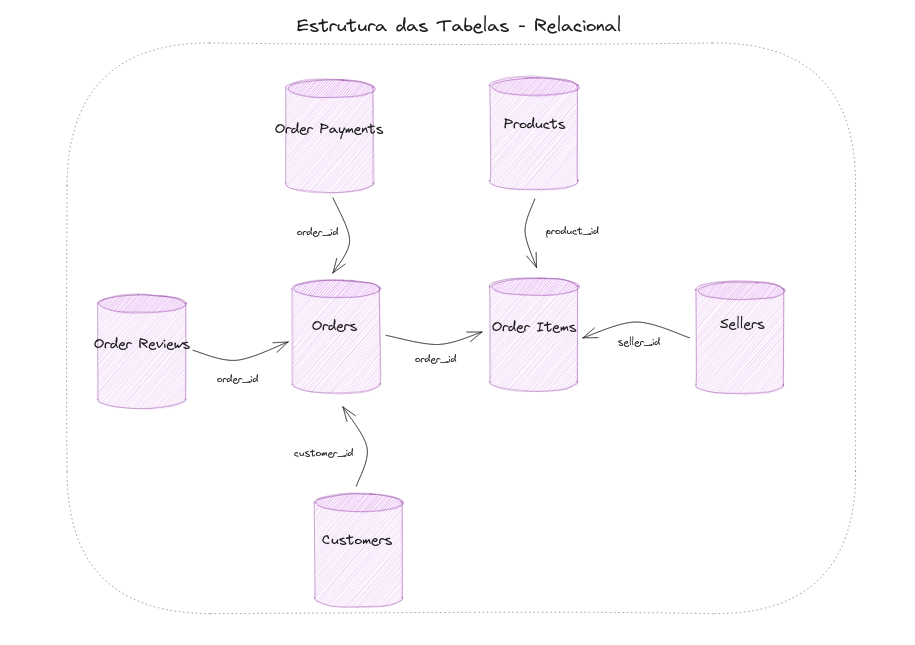 Estrutura das Tabelas - Relacional
Order Payments
Products
order_id
product_id
Order Reviews
Orders
Order Items
Sellers
order_id
order_id
seller_id
customer_id
Customers